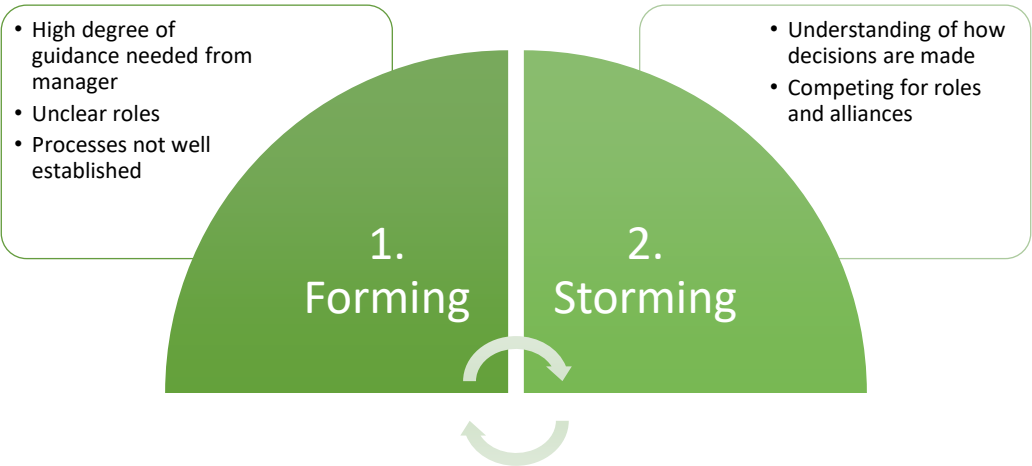 • High degree of
guidance needed from
manager
• Unclear roles
• Processes not well
established
• Understanding of how
decisions are made
• Competing for roles
and alliances
1.
Forming
2.
Storming